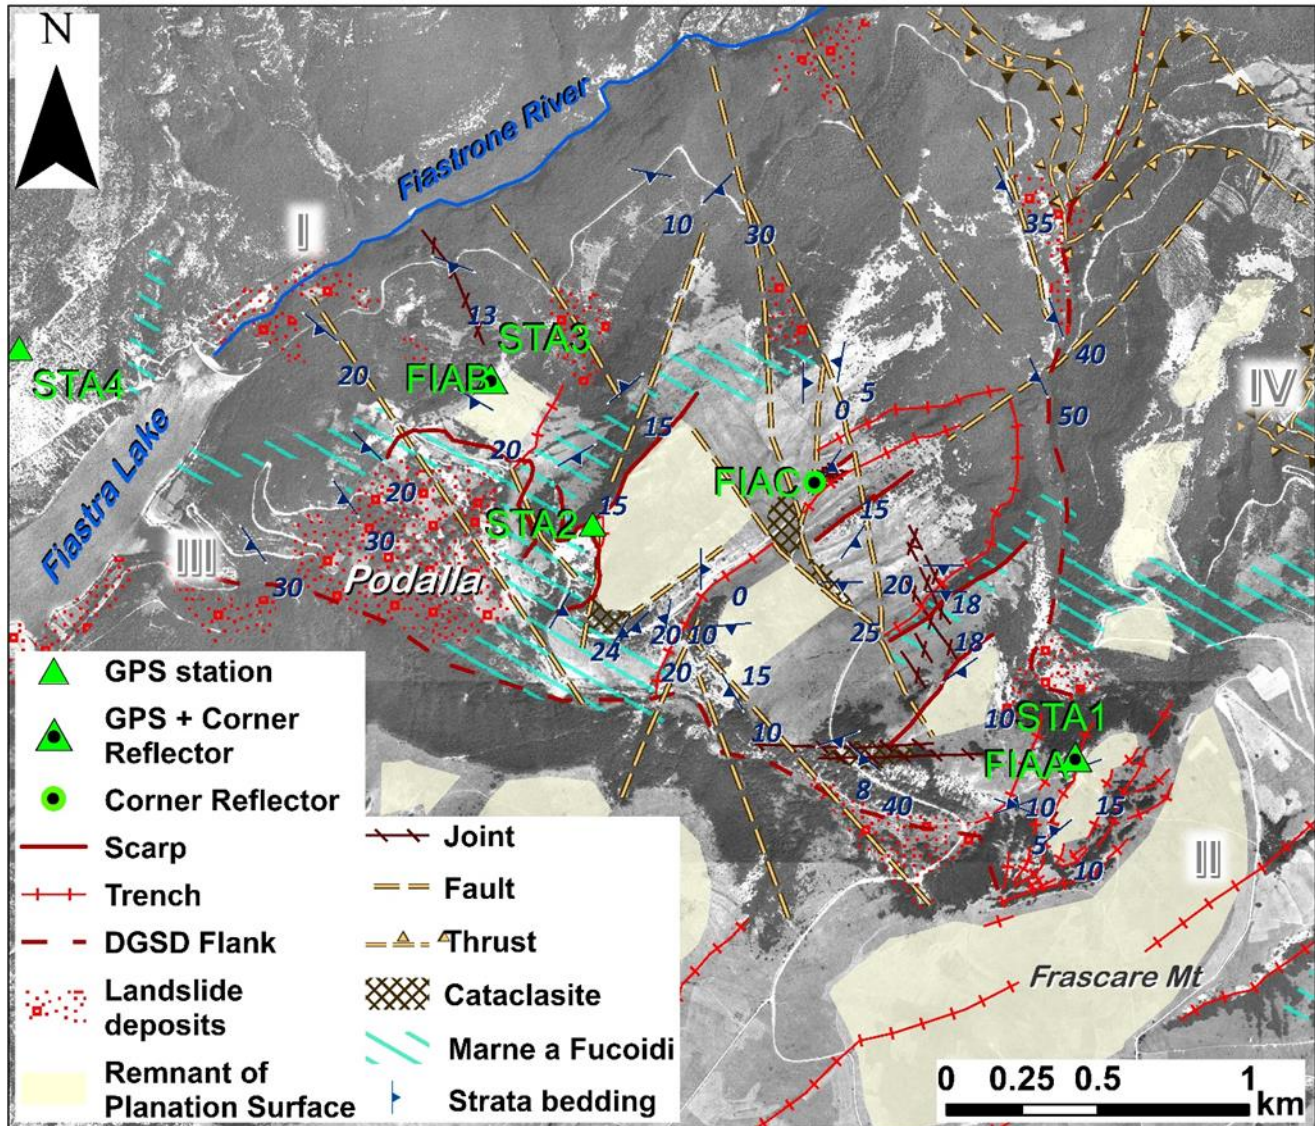 N
Fiastrone River
I
10
30
35
13
STA3
STA4
20
FIAB
40
5
0
50
IV
15
20
Fiastra Lake
20
FIAC
STA2
15
15
30
III
Podalla
30
20
18
0
18
25
20
10
24
20
15
10
10
STA1
FIAA
8
40
10
15
5
10
II
Frascare Mt
GPS station
GPS + Corner
Reflector
Corner Reflector
Scarp
Trench
DGSD Flank
Landslide
deposits
Remnant of
Planation Surface
Joint
Fault
Thrust
Cataclasite
Marne a Fucoidi
Strata bedding
0 0.25 0.5 1
km